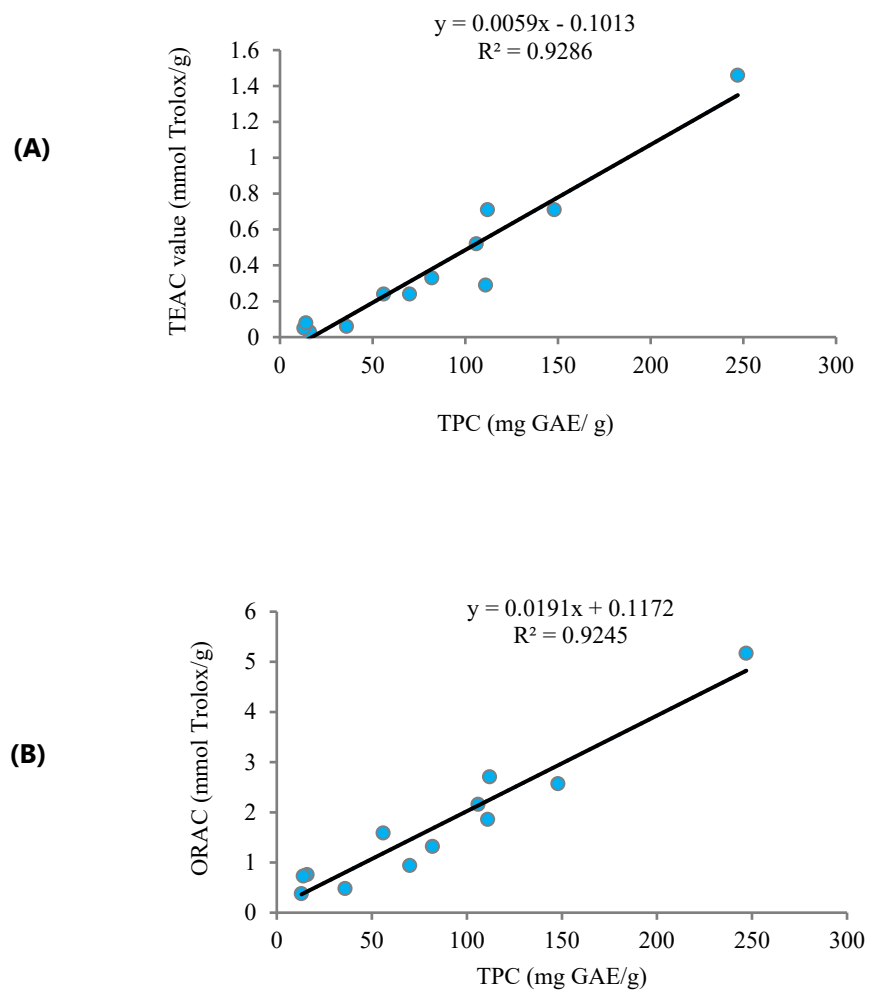 y = 0.0059x - 0.1013
R² = 0.9286
(A)
TEAC value (mmol Trolox/g)
1.6
1.4
1.2
1
0.8
0.6
0.4
0.2
0
0 50 100 150 200 250 300
TPC (mg GAE/ g)
y = 0.0191x + 0.1172
R² = 0.9245
(B)
ORAC (mmol Trolox/g)
6
5
4
3
2
1
0
0 50 100 150 200 250 300
TPC (mg GAE/g)